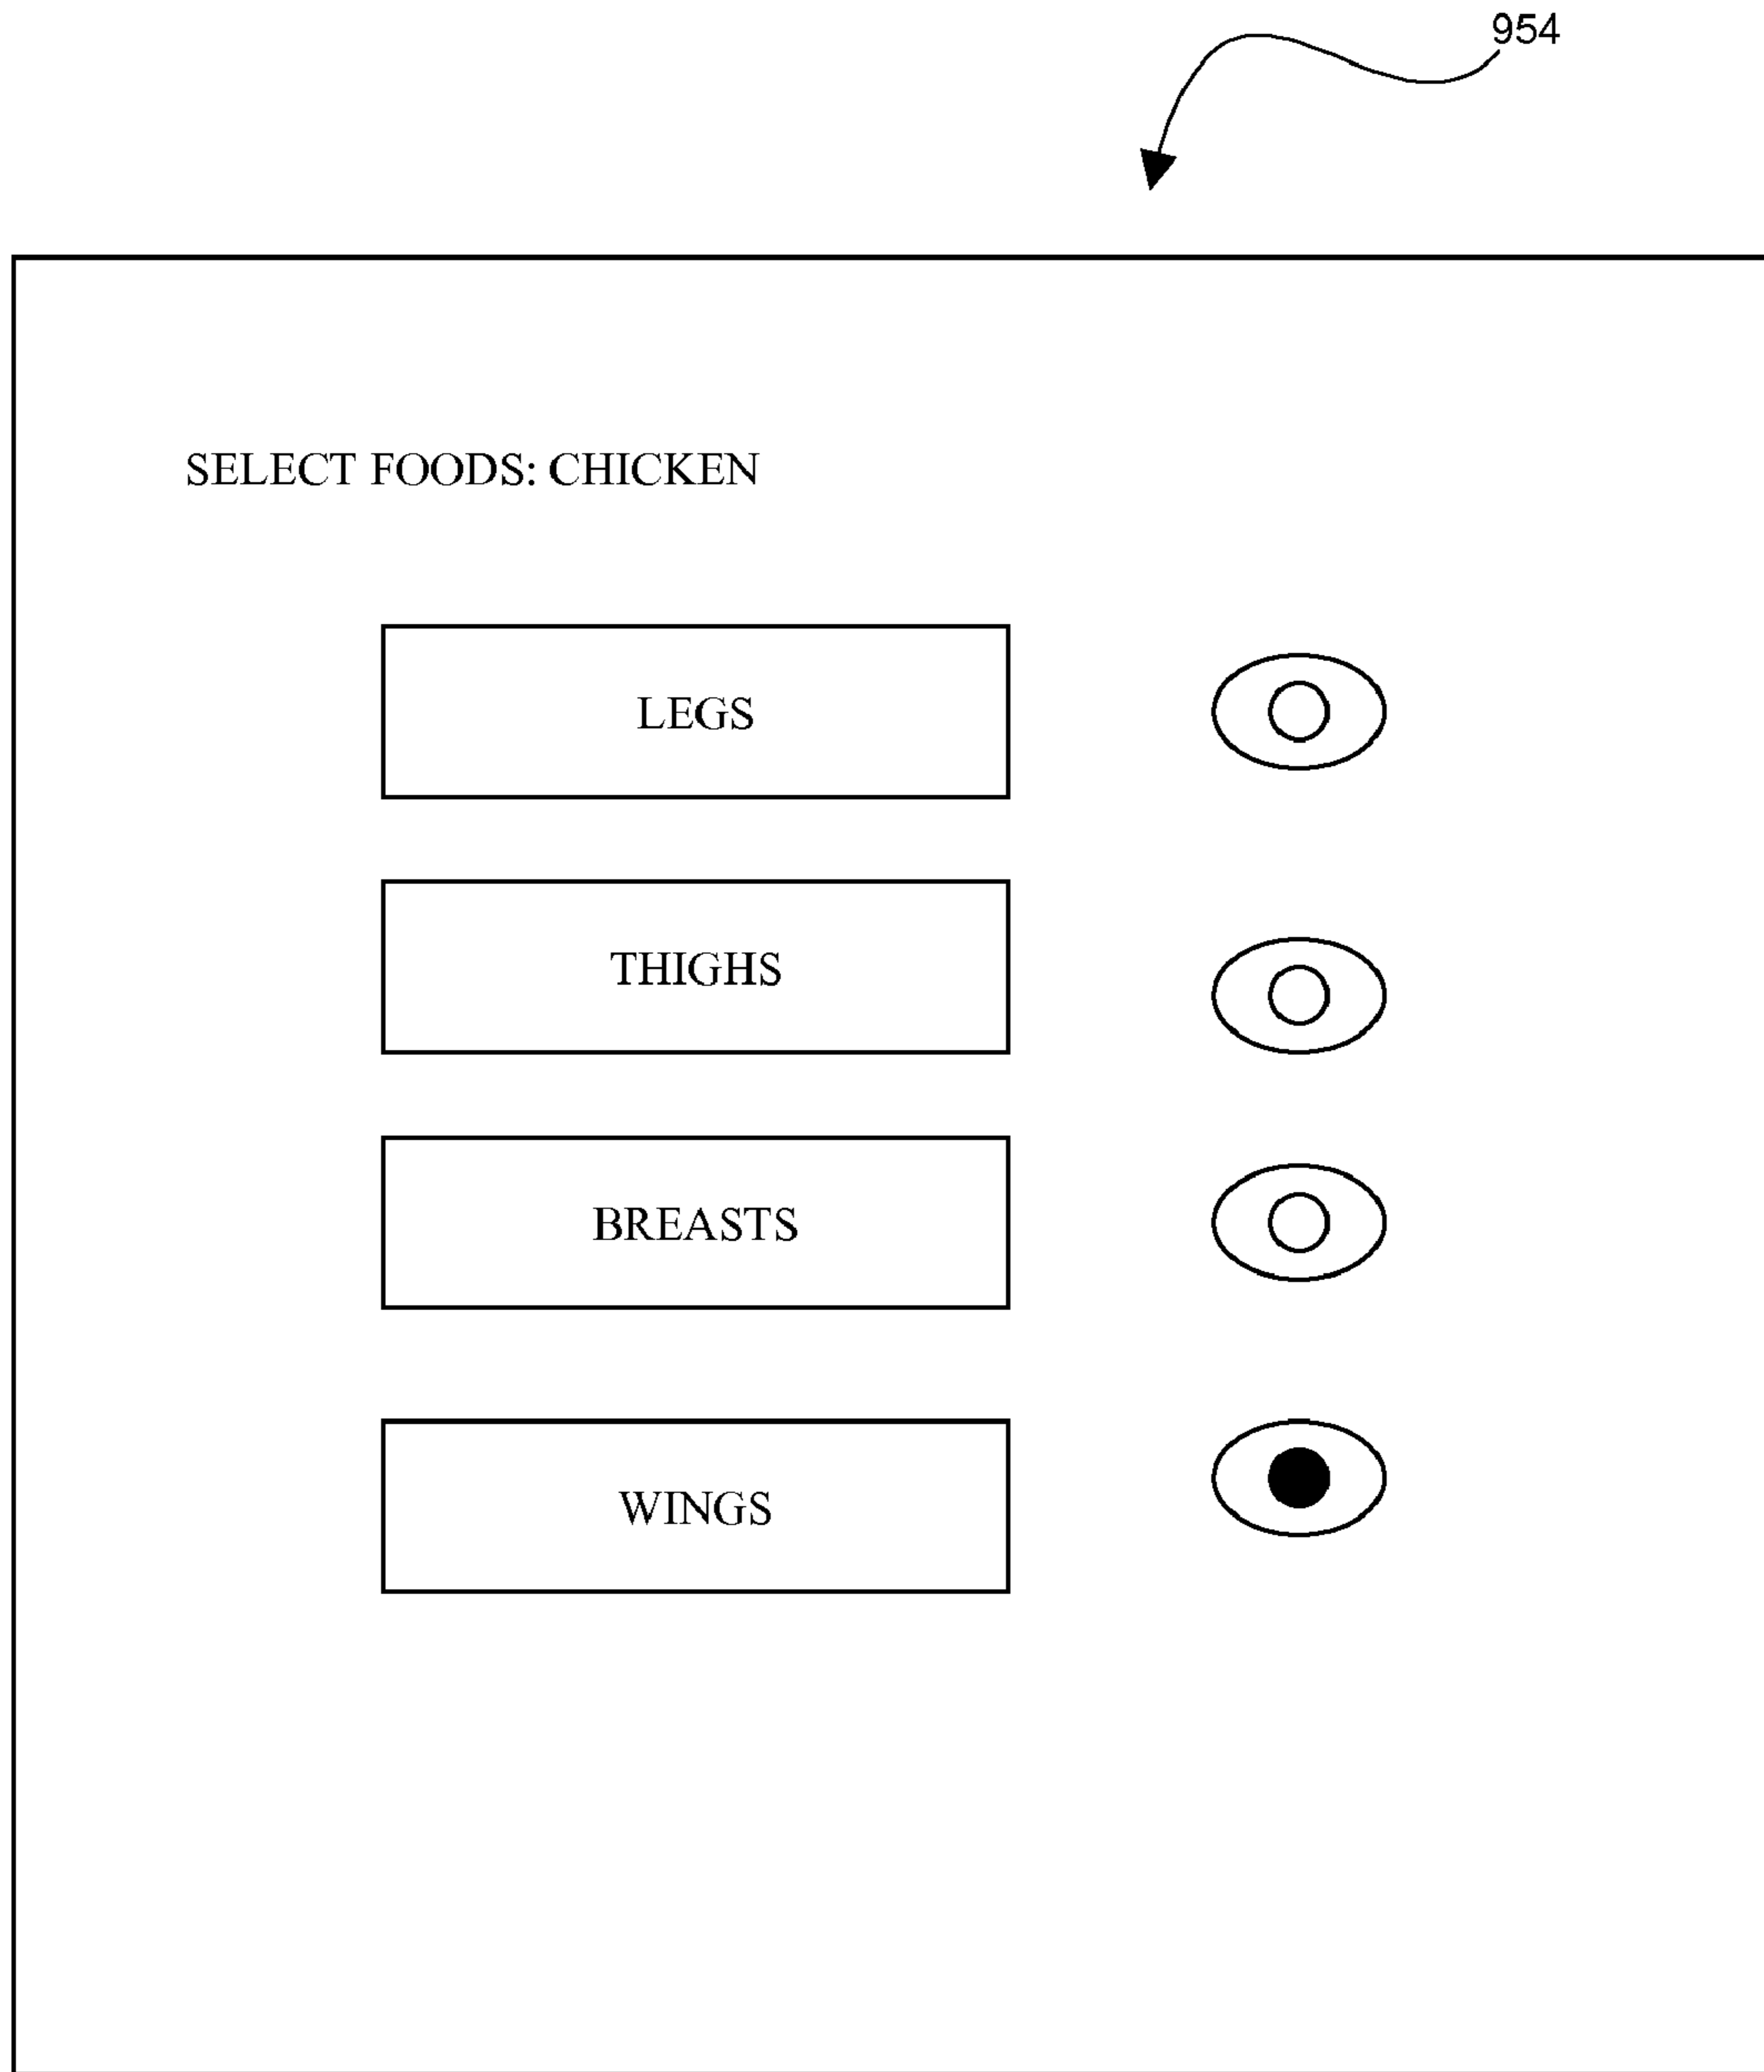 954
SELECT FOODS: CHICKEN
LEGS
THIGHS
BREASTS
WINGS